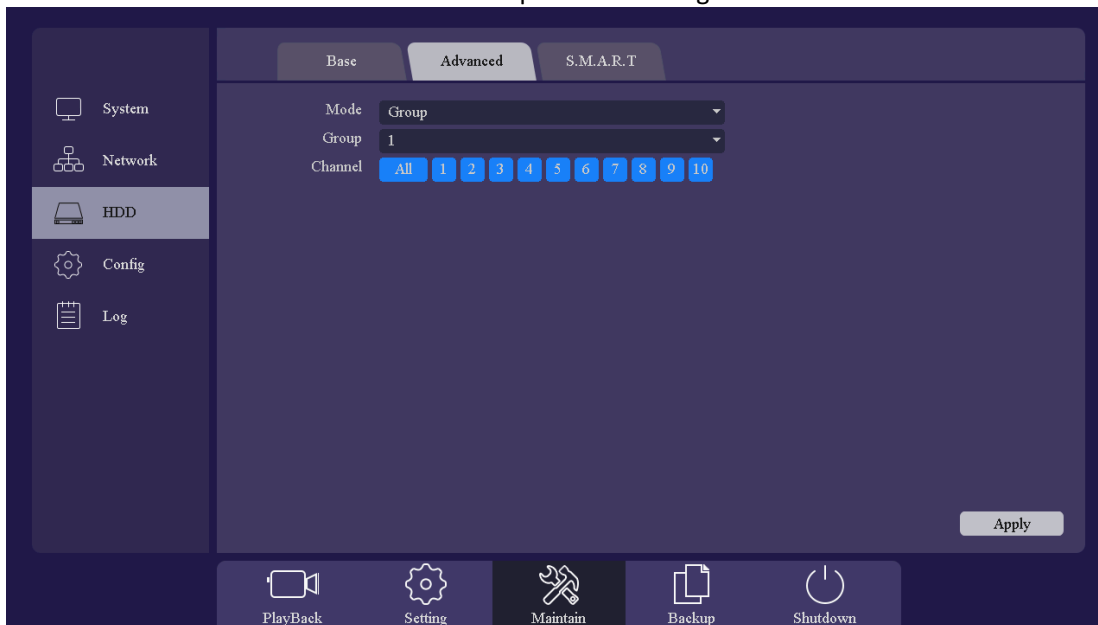 Base Advanced S.M.A.R.T
System
Network
HDD
Config
Log
Mode Group
Group 1
Channel All 1 2 3 4 5 6 7 8 9 10
Apply
PlayBack Setting Maintain Backup Shutdown